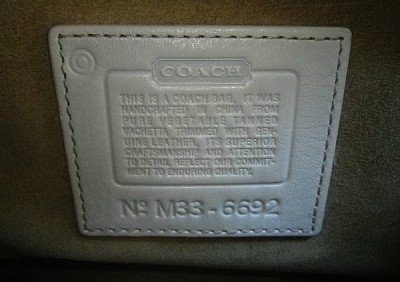 COACH
THIS IS A COACH BAG. IT WAS
HANDCRAFTED IN CHINA FROM
PURE VEGETABLE TANNED
VACHETTA TRIMMED WITH GEN-
UINE LEATHER. ITS SUPERIOR
CRAFTSMANSHIP AND ATTENTION
TO DETAIL REFLECT OUR COMMIT-
MENT TO ENDURING QUALITY.
Nº M33-6692